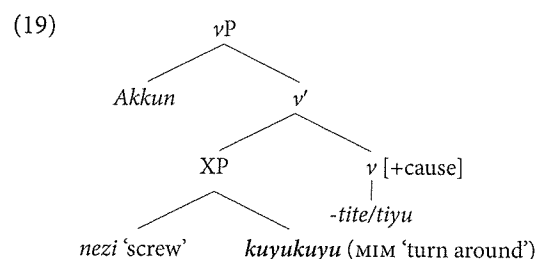 (19) vP
Akkun v′
XP v [+cause]
-tite/tiyu
nezi ‘screw’ kuyukuyu (MIM ‘turn around’)